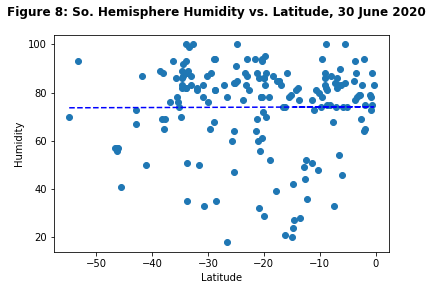 Figure 8: So. Hemisphere Humidity vs. Latitude, 30 June 2020
100
80
60
40
20
Humidity
−50 −40 −30 −20 −10 0
Latitude